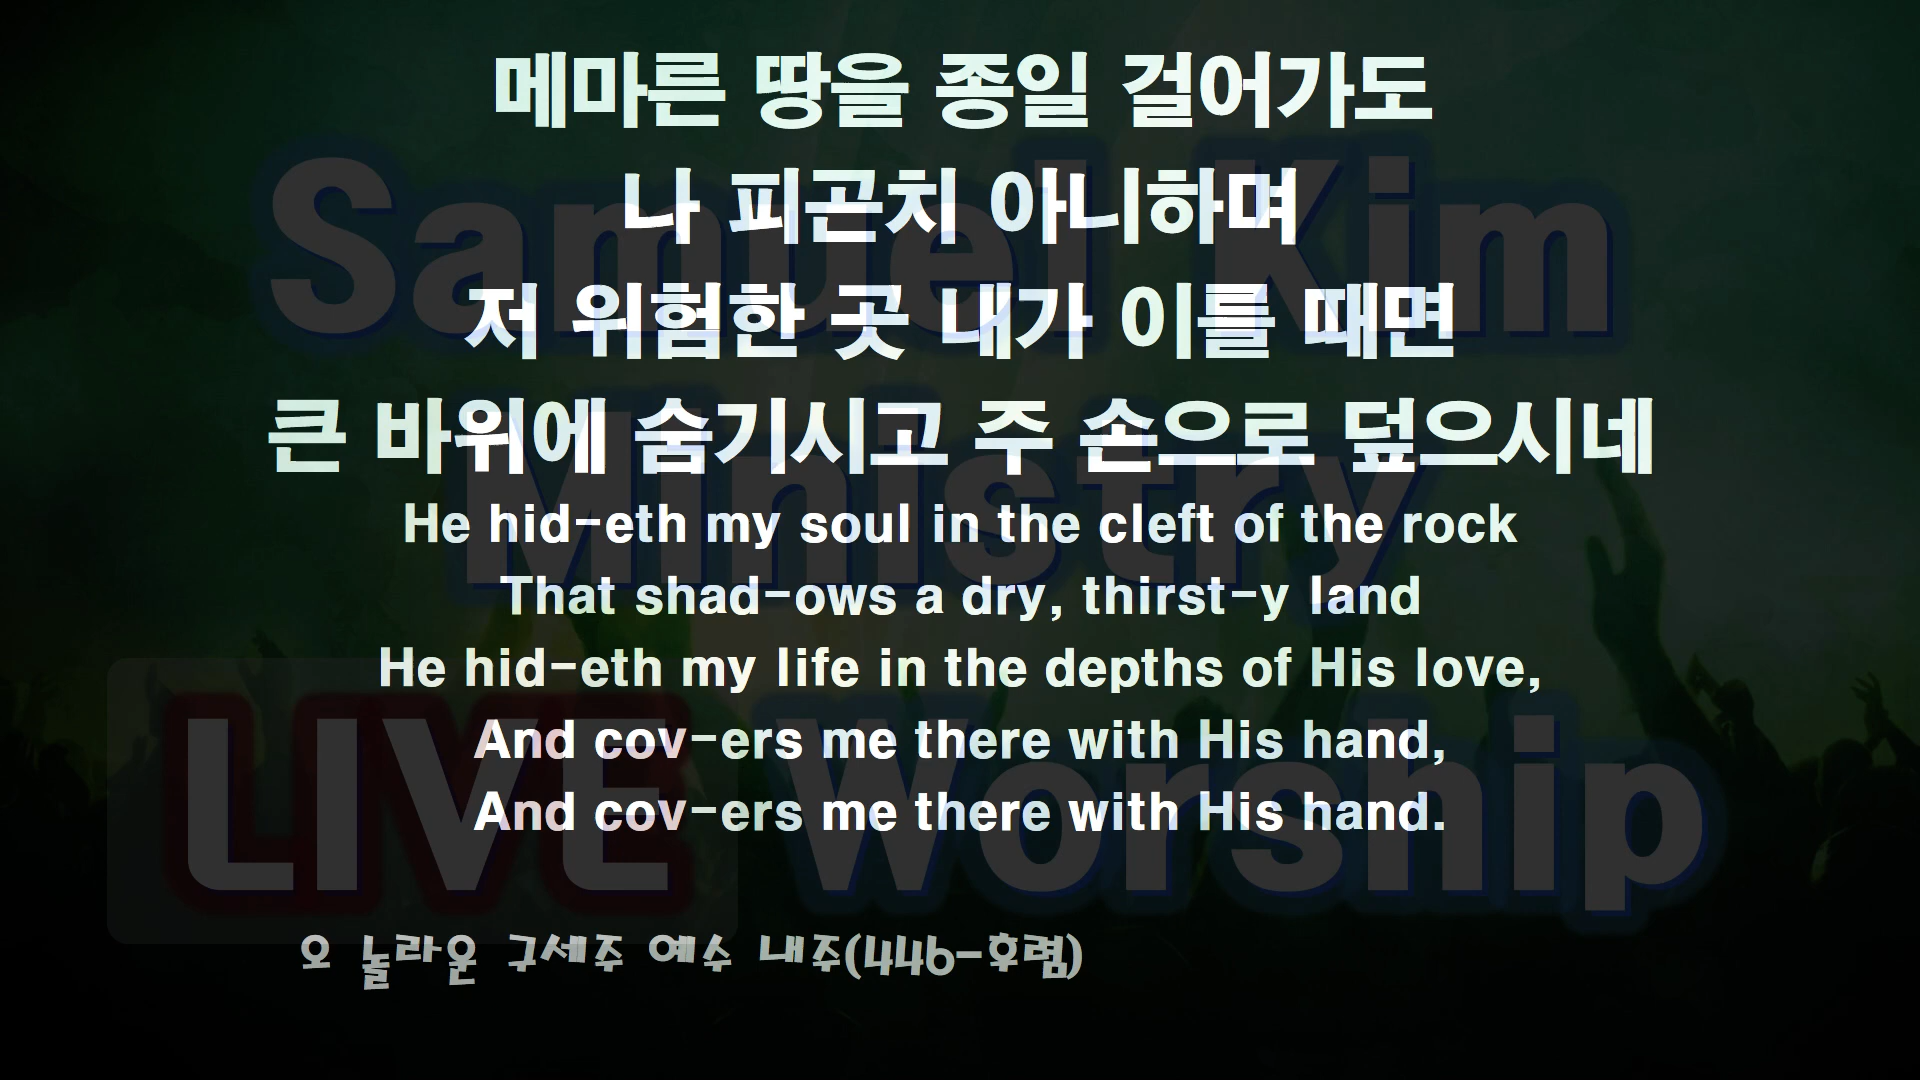 메마른 땅을 종일 걸어가도
나 피곤치 아니하며
저 위험한 곳 내가 이를 때면
큰 바위에 숨기시고 주 손으로 덮으시네
He hid-eth my soul in the cleft of the rock
That shad-ows a dry, thirst-y land
He hid-eth my life in the depths of His love,
And cov-ers me there with His hand,
And cov-ers me there with His hand.
Samuel Kim
Ministry
LIVE Worship
오 놀라운 구세주 예수 내주(446-후렴)